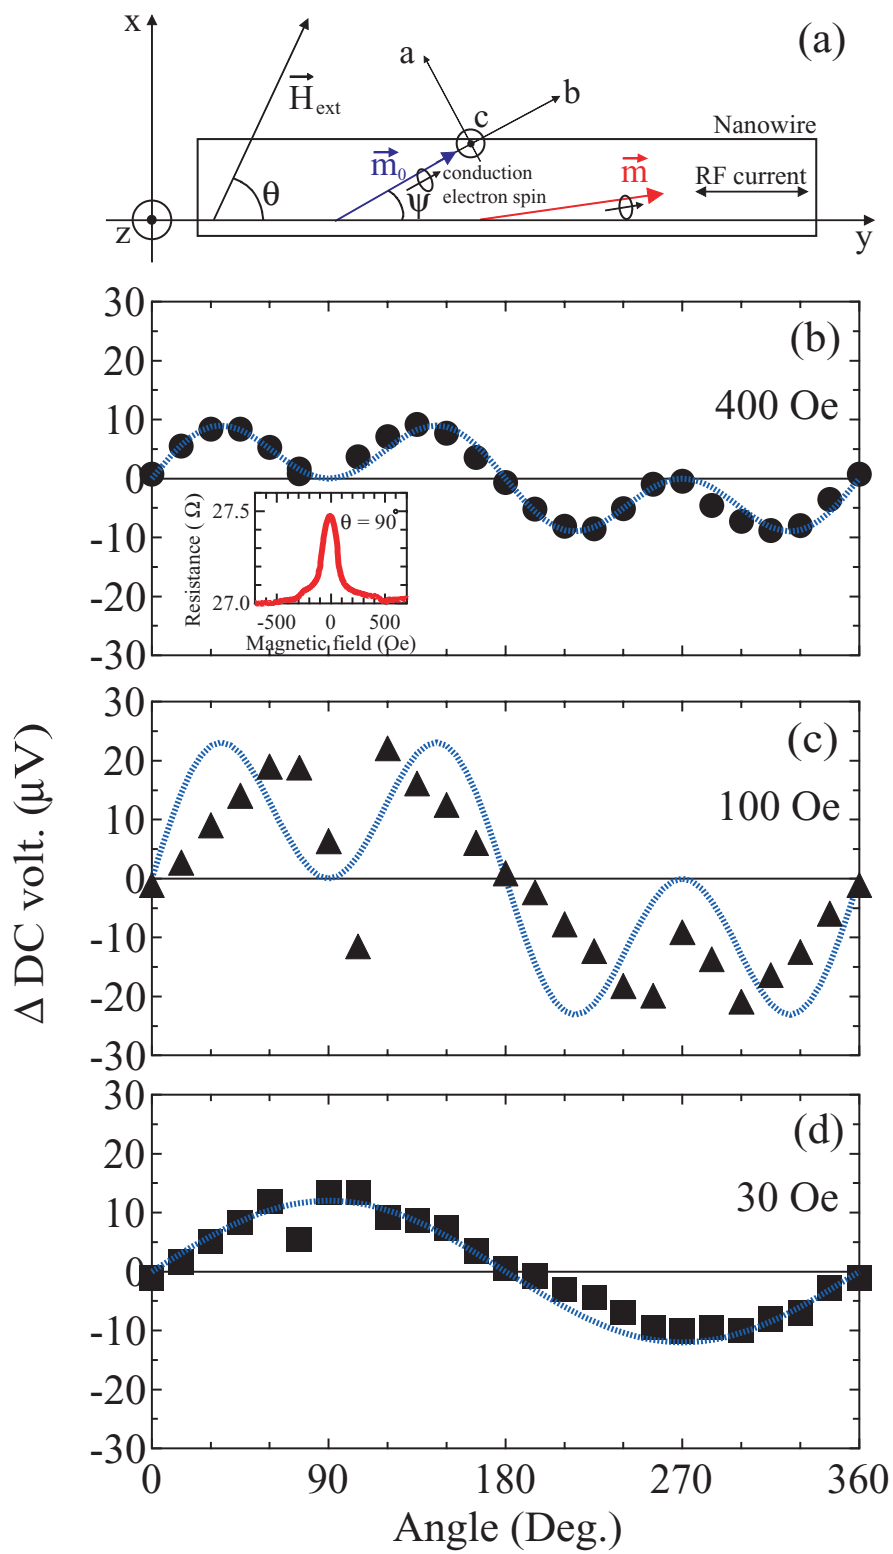 x
(a)
H ext
a
b
c
Nanowire
m₀
conduction
electron spin
m
RF current
θ
ψ
z
y
30
20
10
0
-10
-20
-30
(b)
400 Oe
27.5
27.0
Resistance ( Ω)
θ = 90°
-500
0
500
Magnetic field (Oe)
Δ DC volt. (μV)
30
20
10
0
-10
-20
-30
(c)
100 Oe
30
20
10
0
-10
-20
-30
(d)
30 Oe
0
90
180
270
360
Angle (Deg.)